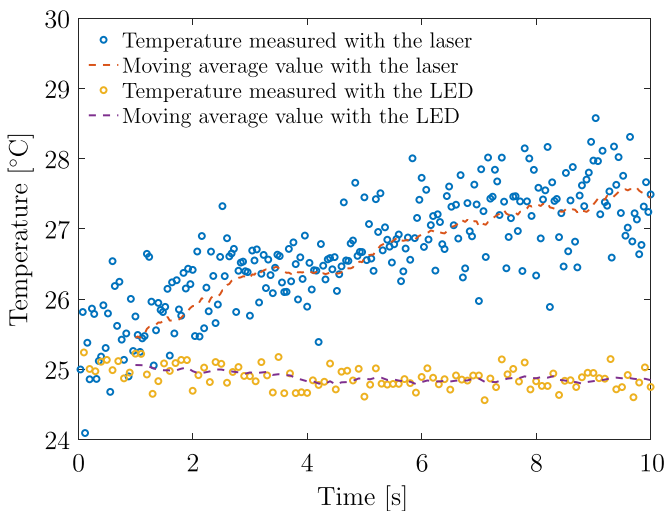 30
Temperature measured with the laser
Moving average value with the laser
Temperature measured with the LED
Moving average value with the LED
29
28
27
26
25
24
Temperature [°C]
0 2 4 6 8 10
Time [s]